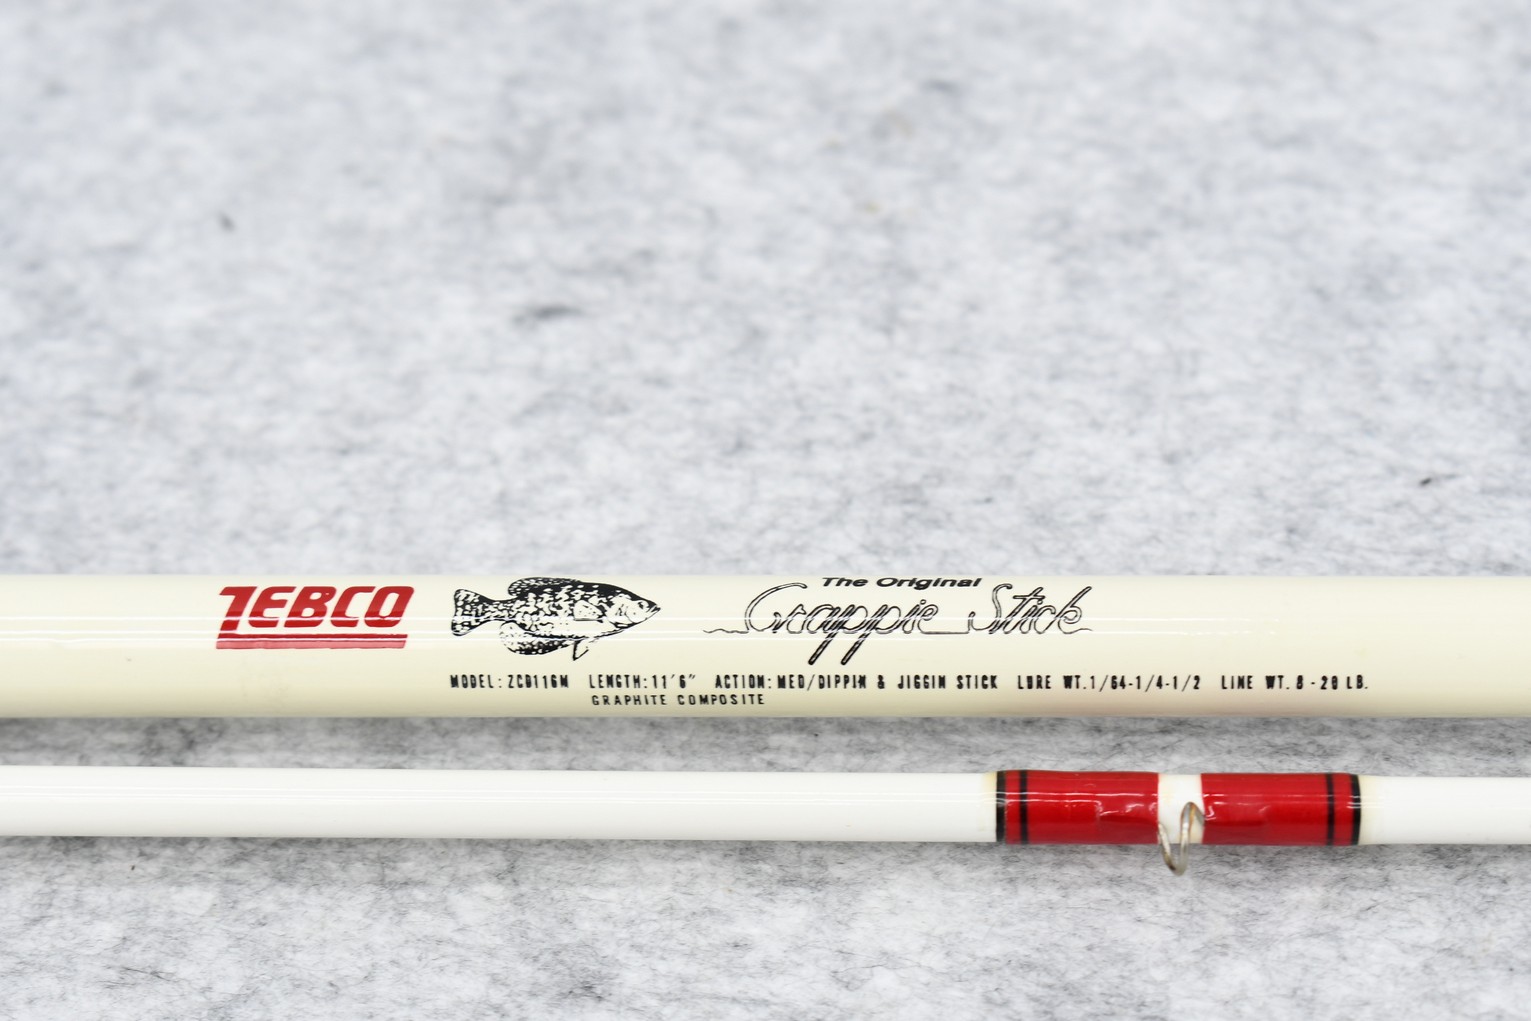 ZEBCO
The Original
Crappie Stick
MODEL: ZCD116M LENGTH: 11'6" ACTION: MED/DIPPIN & JIGGIN STICK LURE WT. 1/64-1/4-1/2 LINE WT. 8-20 LB.
GRAPHITE COMPOSITE